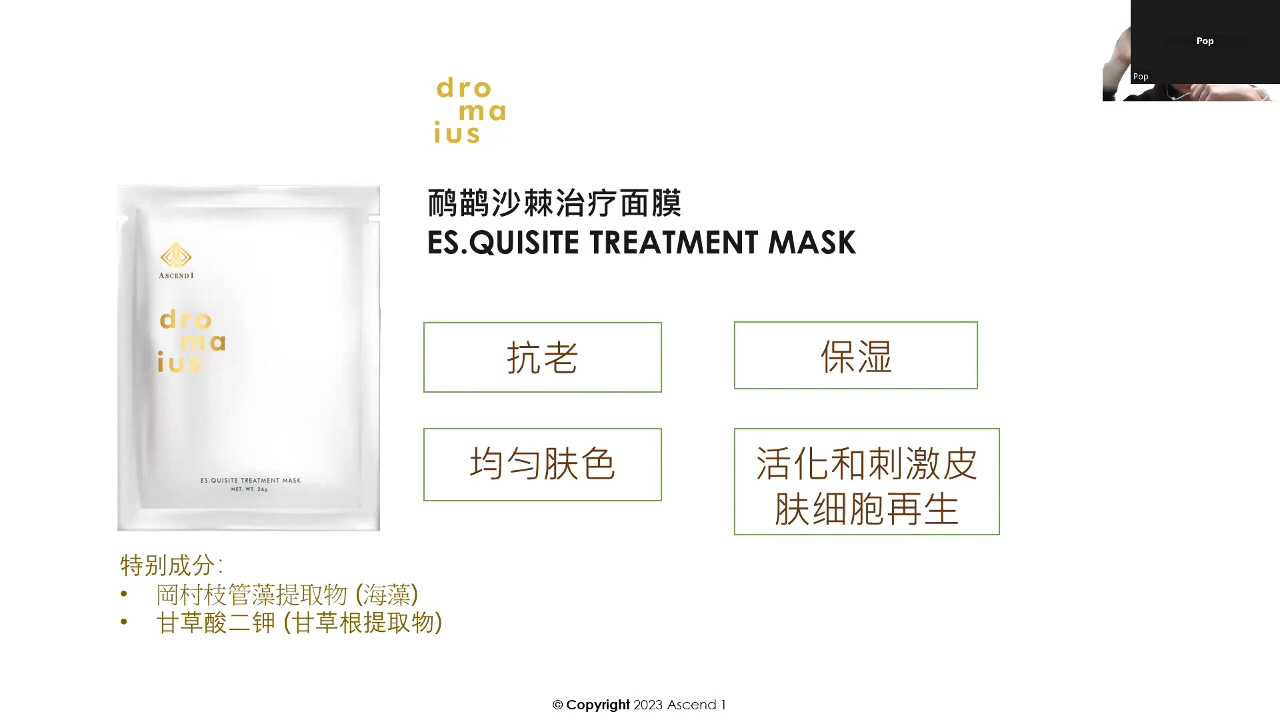 Pop
Pop
dro
ma
ius
鸸鹋沙棘治疗面膜
ES.QUISITE TREATMENT MASK
ASCEND1
dro
ma
ius
ES.QUISITE TREATMENT MASK
NET. WT. 26g
抗老
保湿
均匀肤色
活化和刺激皮
肤细胞再生
特别成分:
• 岡村枝管藻提取物 (海藻)
• 甘草酸二钾 (甘草根提取物)
© Copyright 2023 Ascend 1